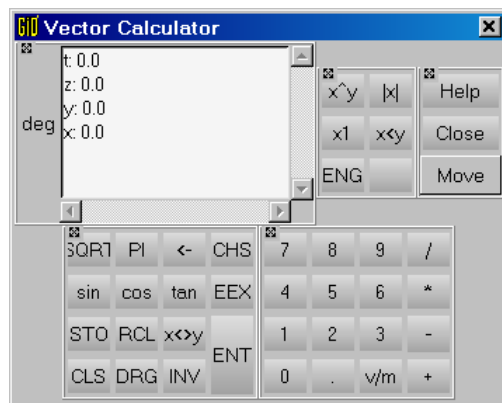 GiD Vector Calculator
t: 0.0
z: 0.0
y: 0.0
x: 0.0
deg
x^y |x| Help
x1 x<y Close
ENG Move
SQRT PI <- CHS 7 8 9 /
sin cos tan EEX 4 5 6 *
STO RCL x<>y ENT 1 2 3 -
CLS DRG INV 0 . v/m +